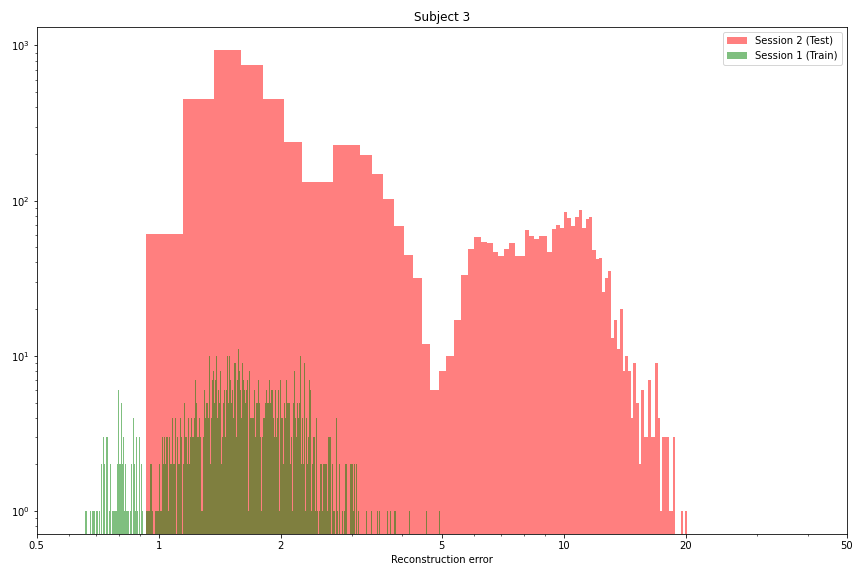 Subject 3
Session 2 (Test)
Session 1 (Train)
10³
10²
10¹
10⁰
0.5 1 2 5 10 20 50
Reconstruction error